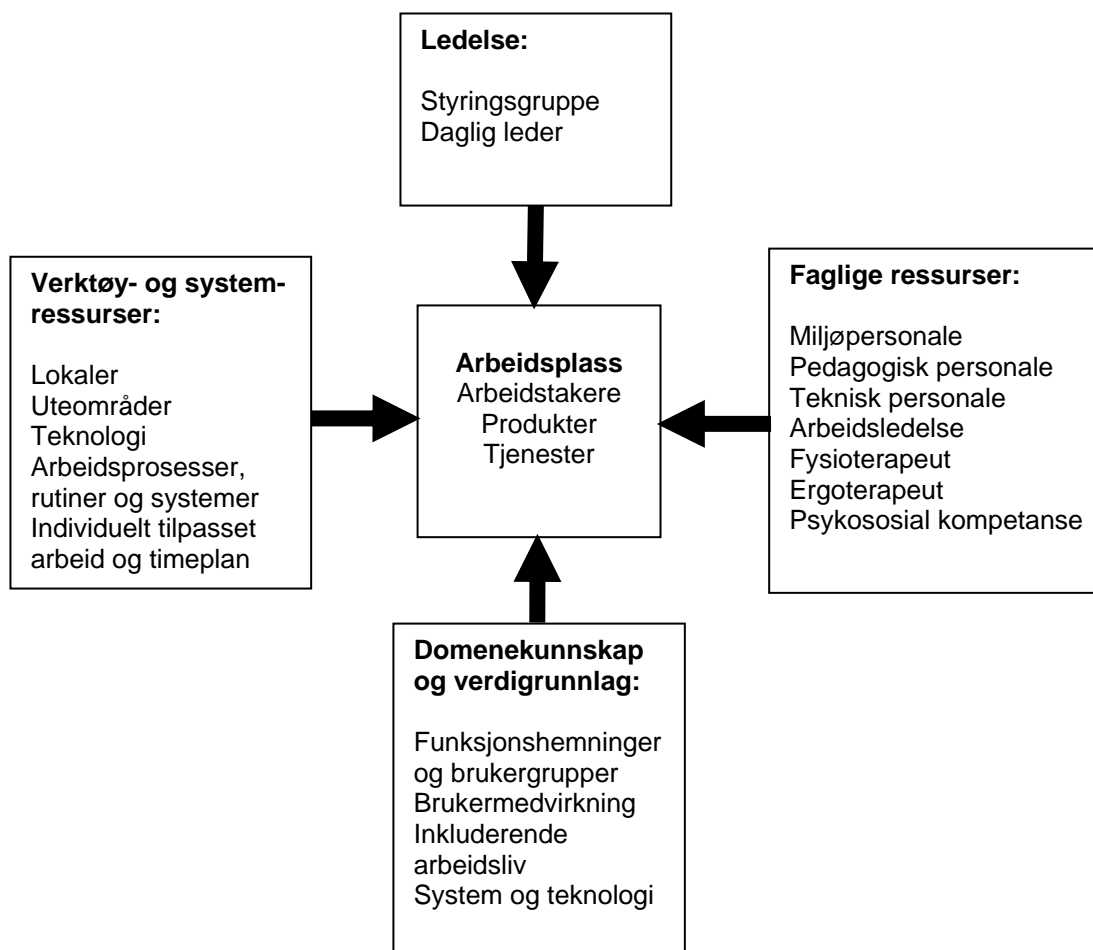 Ledelse:
Styringsgruppe
Daglig leder
Verktøy- og system-
ressurser:
Lokaler
Uteområder
Teknologi
Arbeidsprosesser,
rutiner og systemer
Individuelt tilpasset
arbeid og timeplan
Arbeidsplass
Arbeidstakere
Produkter
Tjenester
Faglige ressurser:
Miljøpersonale
Pedagogisk personale
Teknisk personale
Arbeidsledelse
Fysioterapeut
Ergoterapeut
Psykososial kompetanse
Domenekunnskap
og verdigrunnlag:
Funksjonshemninger
og brukergrupper
Brukermedvirkning
Inkluderende
arbeidsliv
System og teknologi